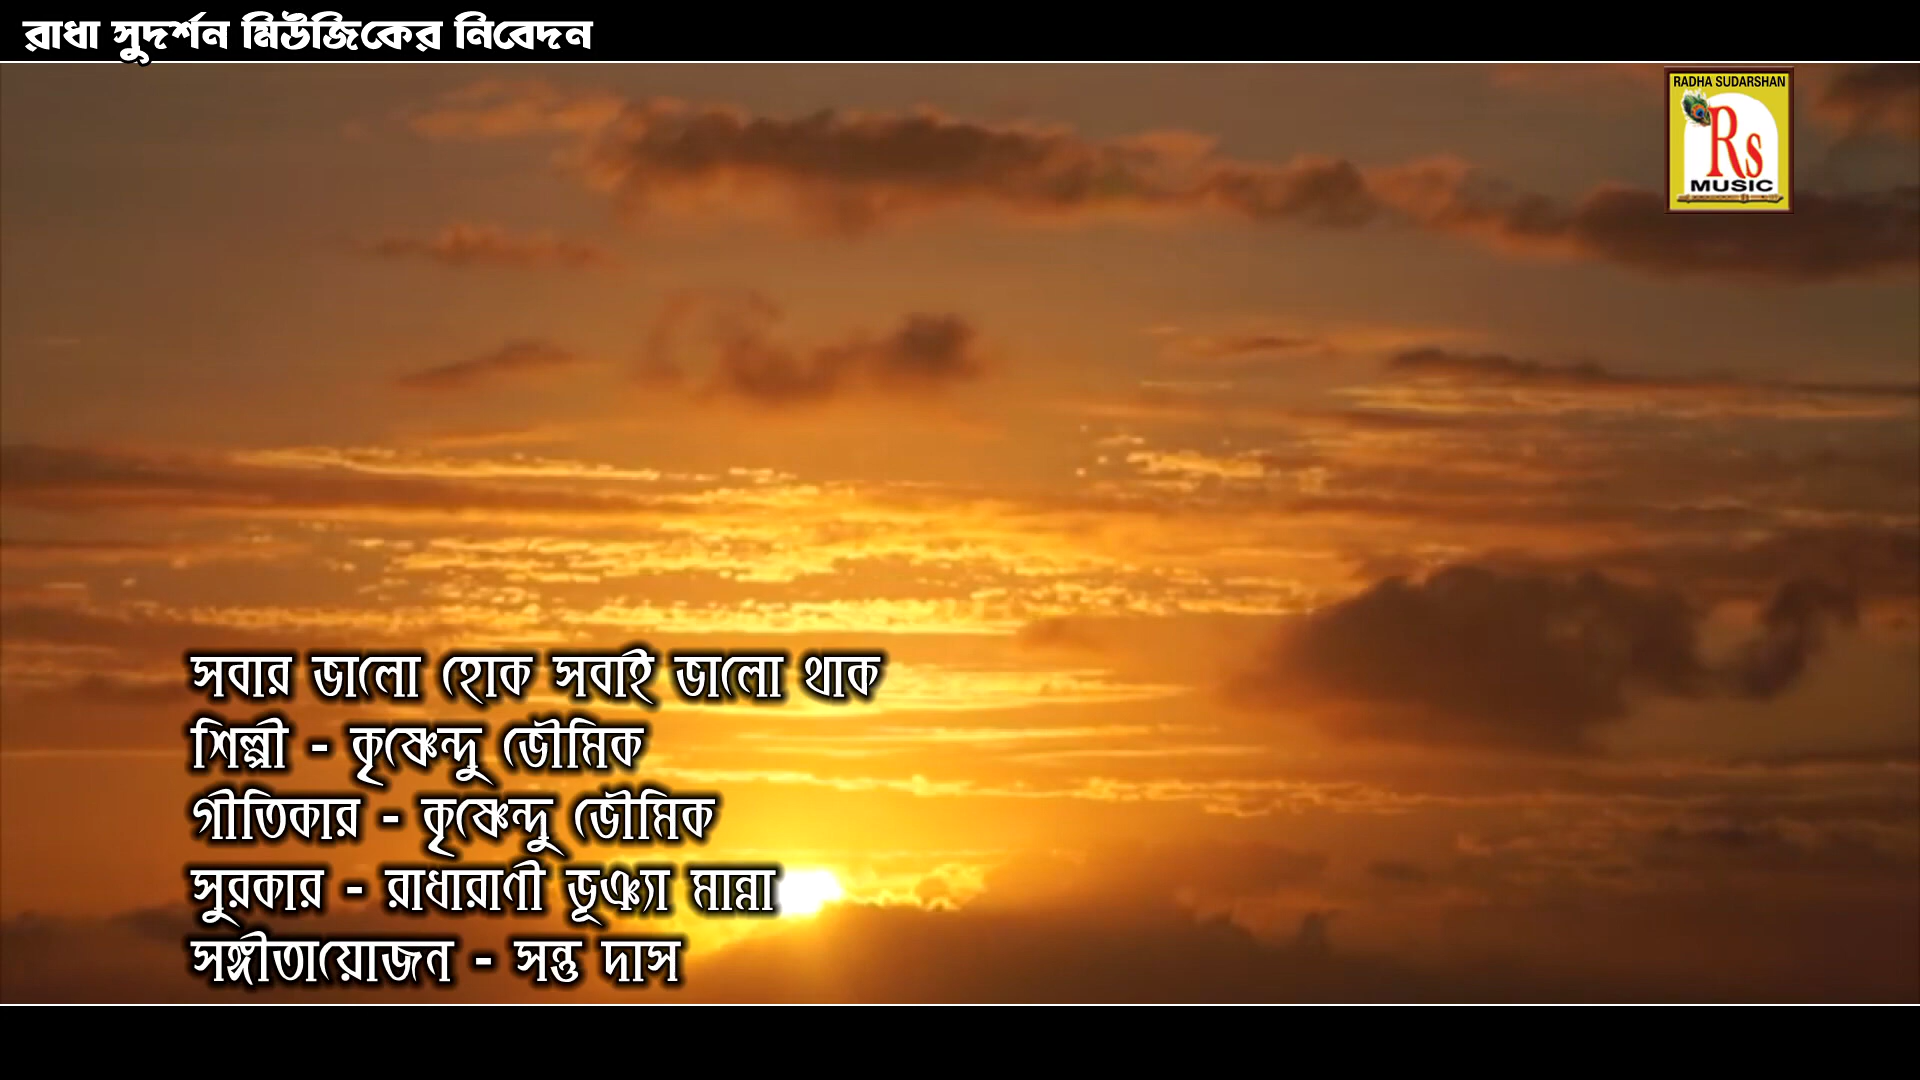 রাধা সুদর্শন মিউজিকের নিবেদন
RADHA SUDARSHAN
Rs
MUSIC
সবার ভালো হোক সবাই ভালো থাক
শিল্পী - কৃষ্ণেন্দু ভৌমিক
গীতিকার - কৃষ্ণেন্দু ভৌমিক
সুরকার - রাধারাণী ভূঞ্যা মান্না
সঙ্গীতায়োজন - সন্তু দাস